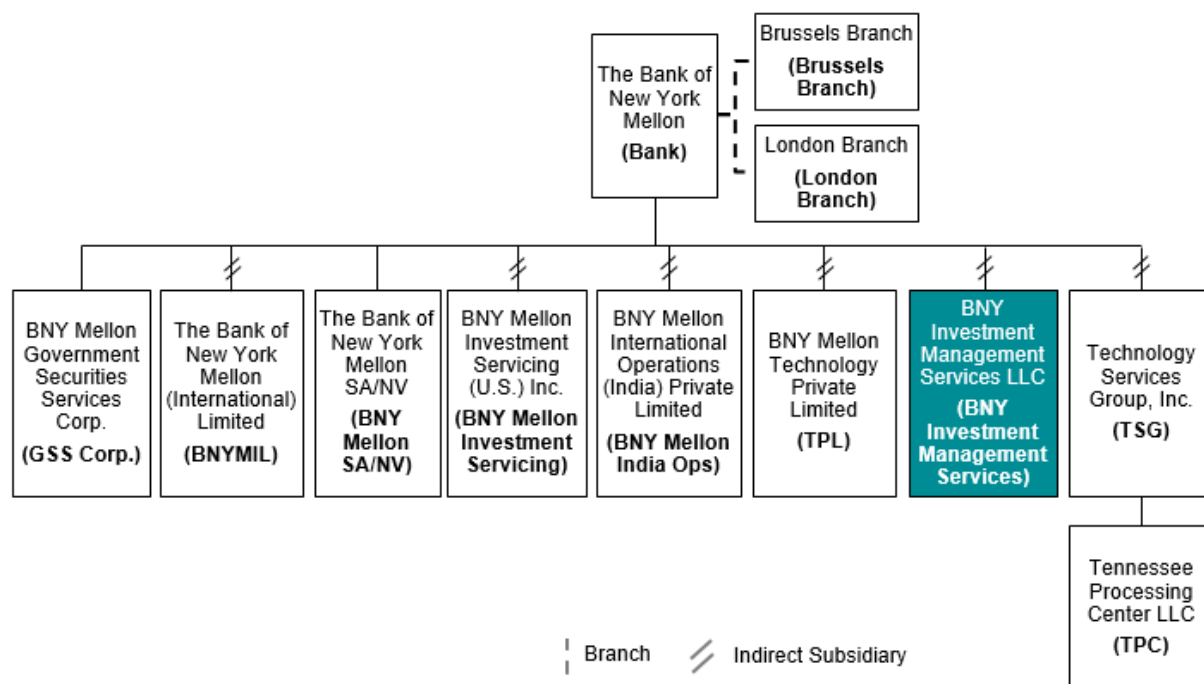 The Bank of
New York
Mellon
(Bank)
Brussels Branch
(Brussels
Branch)
London Branch
(London
Branch)
BNY Mellon
Government
Securities
Services
Corp.
(GSS Corp.)
The Bank of
New York
Mellon
(International)
Limited
(BNYMIL)
The Bank of
New York
Mellon
SA/NV
(BNY
Mellon
SA/NV)
BNY Mellon
Investment
Servicing
(U.S.) Inc.
(BNY Mellon
Investment
Servicing)
BNY Mellon
International
Operations
(India) Private
Limited
(BNY Mellon
India Ops)
BNY Mellon
Technology
Private
Limited
(TPL)
BNY
Investment
Management
Services LLC
(BNY
Investment
Management
Services)
Technology
Services
Group, Inc.
(TSG)
Tennessee
Processing
Center LLC
(TPC)
Branch
Indirect Subsidiary